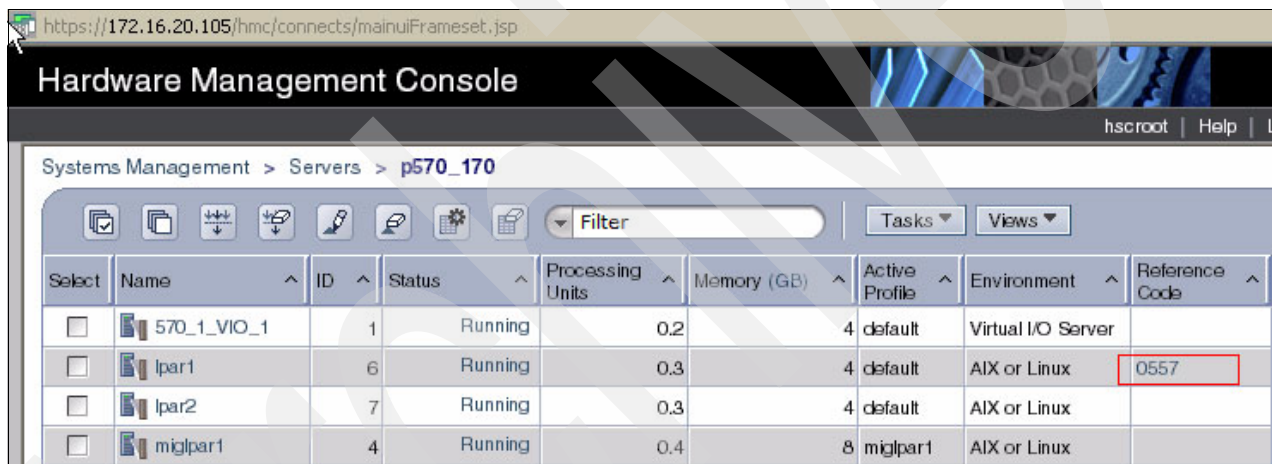 https://172.16.20.105/hmc/connects/mainuiFrameset.jsp
Hardware Management Console
hscroot | Help |
Systems Management > Servers > p570_170
Filter Tasks Views
Select Name ID Status Processing Units Memory (GB) Active Profile Environment Reference Code
570_1_VIO_1 1 Running 0.2 4 default Virtual I/O Server
lpar1 6 Running 0.3 4 default AIX or Linux 0557
lpar2 7 Running 0.3 4 default AIX or Linux
miglpar1 4 Running 0.4 8 miglpar1 AIX or Linux